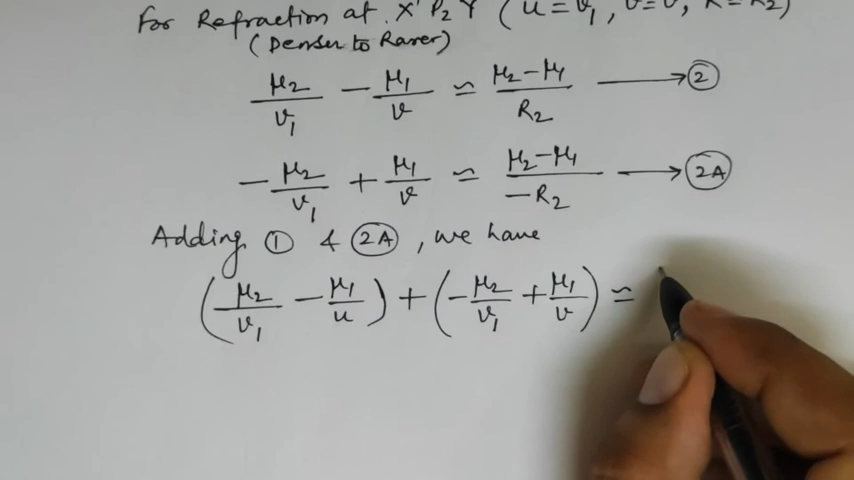 For Refraction at X' P₂ Y (u = v₁, v = v, R = R₂)
(Denser to Rarer)
μ₂/v₁ − μ₁/v ≃ (μ₂ − μ₁)/R₂ ⟶ ②
−μ₂/v₁ + μ₁/v ≃ (μ₂ − μ₁)/−R₂ ⟶ (2A)
Adding ① & (2A), we have
(μ₂/v₁ − μ₁/u) + (−μ₂/v₁ + μ₁/v) ≃